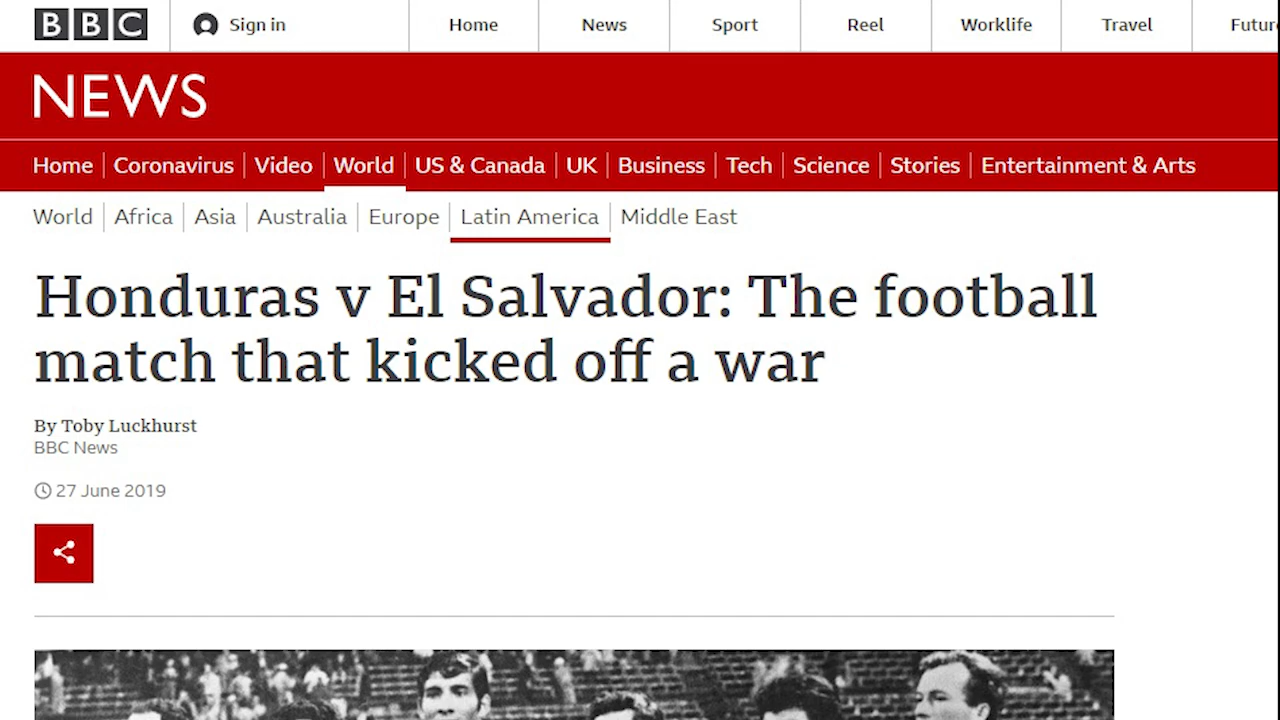 BBC Sign in Home News Sport Reel Worklife Travel
NEWS
Home Coronavirus Video World US & Canada UK Business Tech Science Stories Entertainment & Arts
World Africa Asia Australia Europe Latin America Middle East
Honduras v El Salvador: The football
match that kicked off a war
By Toby Luckhurst
BBC News
27 June 2019